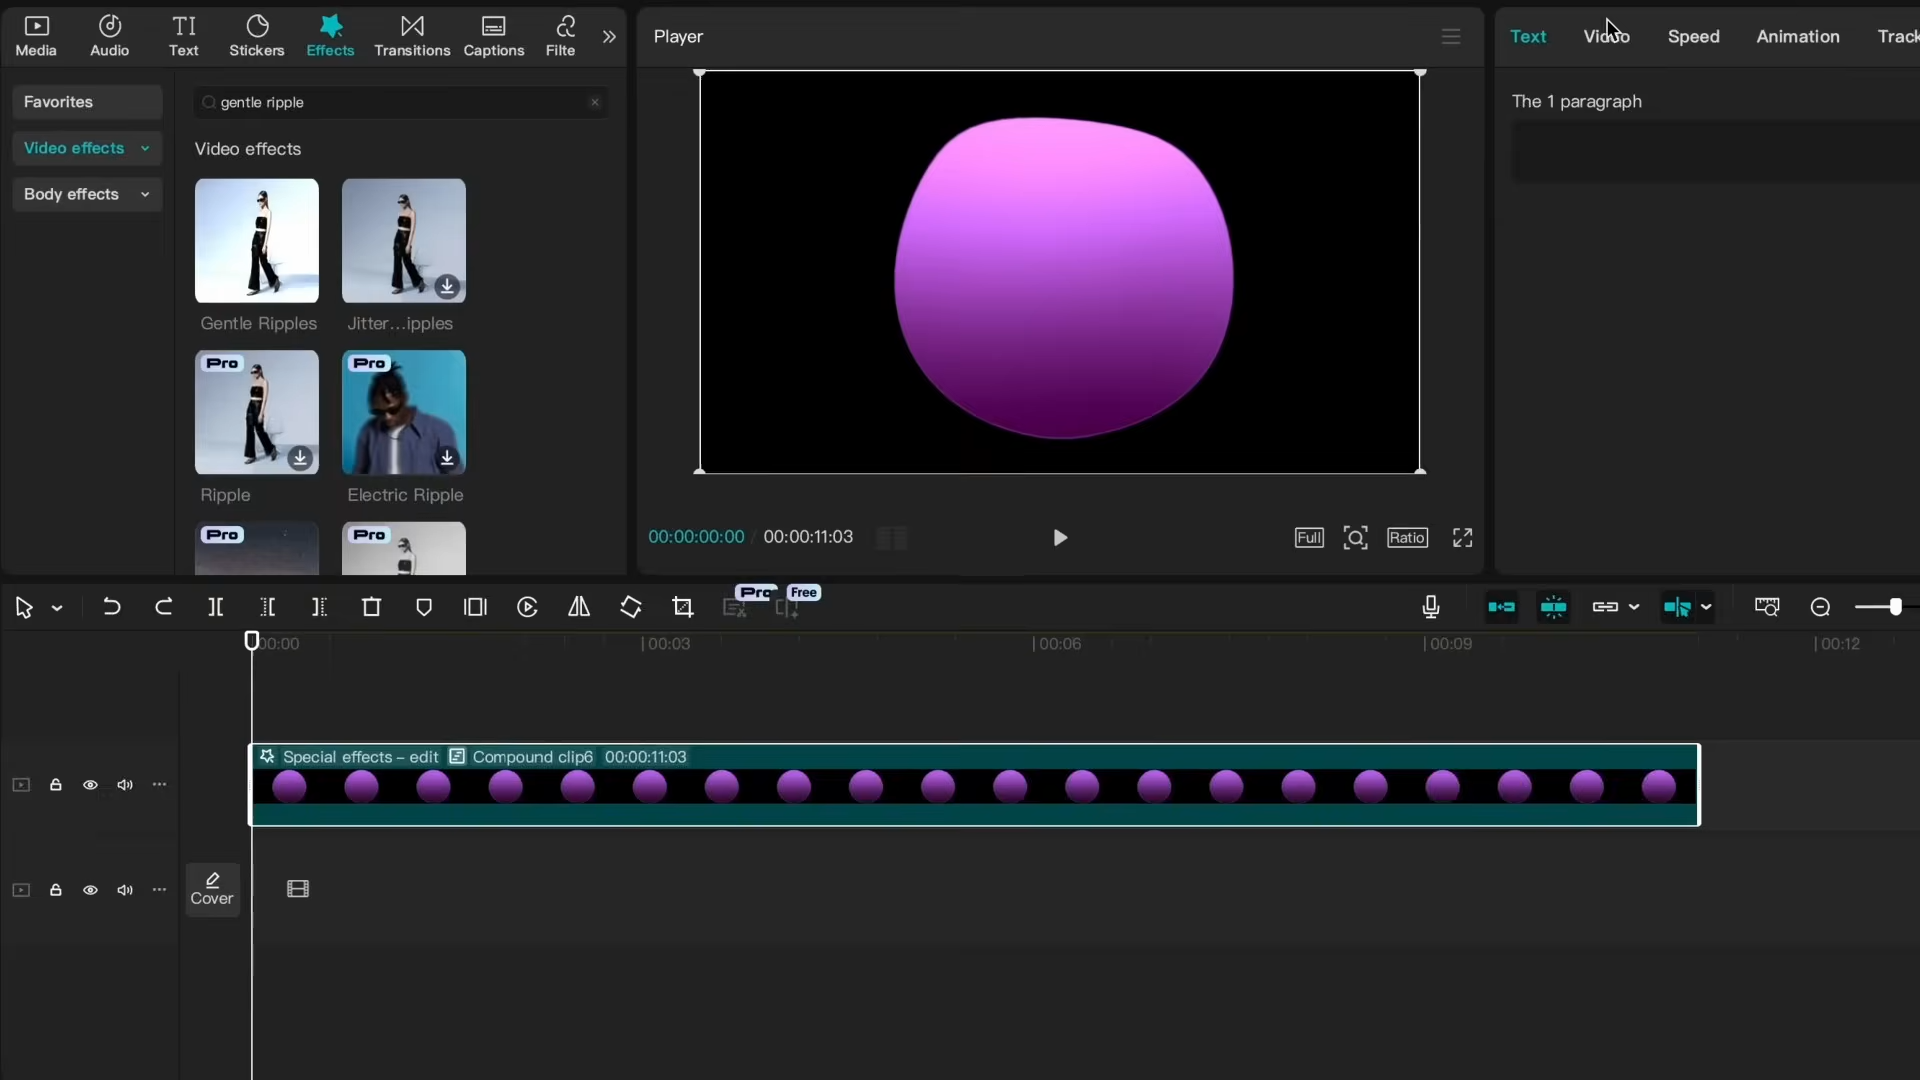 Media Audio Text Stickers Effects Transitions Captions Filte
Favorites
Video effects
Body effects
gentle ripple
Video effects
Gentle Ripples
Jitter...ipples
Pro
Pro
Ripple
Electric Ripple
Pro
Pro
Player
00:00:00:00 / 00:00:11:03
Full
Ratio
Text Video Speed Animation Track
The 1 paragraph
Pro
Free
00:00
00:03
00:06
00:09
00:12
Special effects – edit Compound clip6 00:00:11:03
Cover